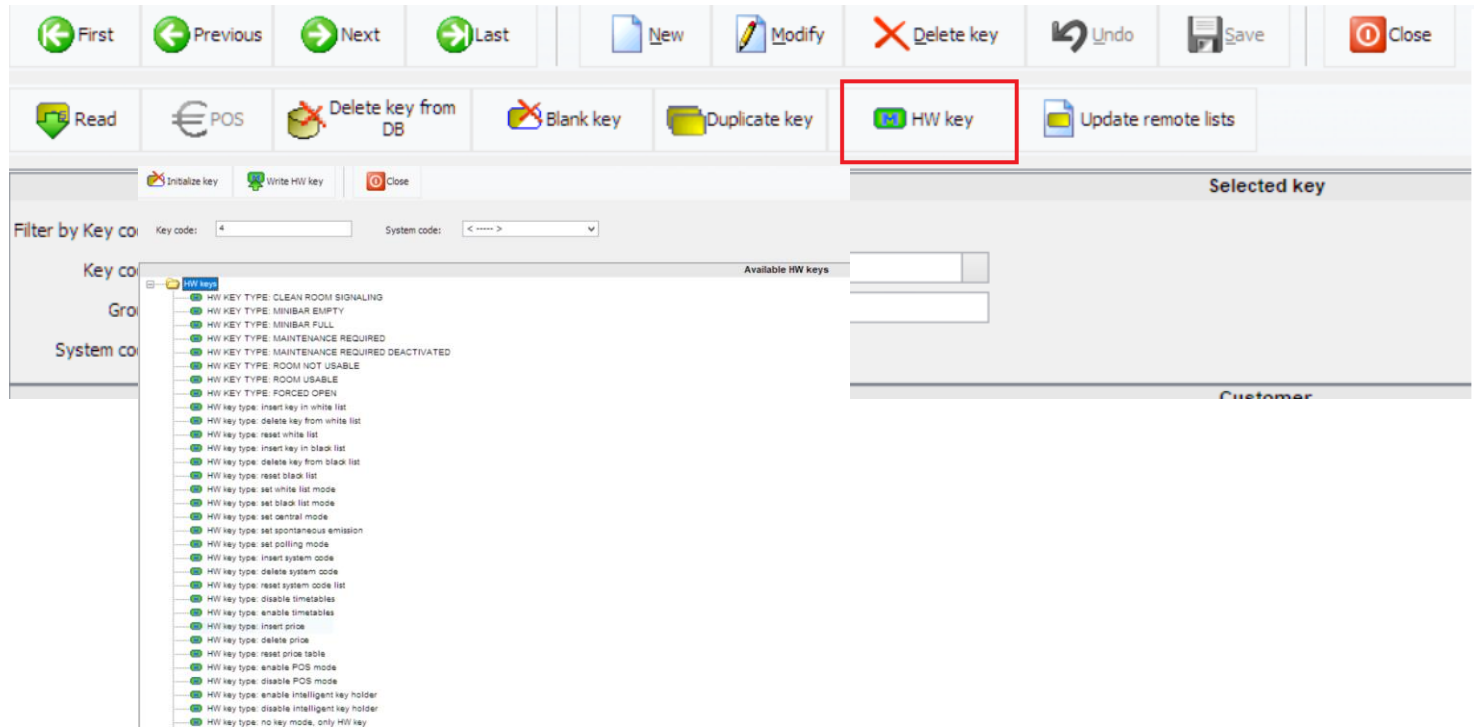 First Previous Next Last New Modify Delete key Undo Save Close
Read POS Delete key from DB Blank key Duplicate key HW key Update remote lists
Initialize key Write HW key Close
Selected key
Filter by Key co Key code: 4 System code: < ----- >
Key co
Available HW keys
HW keys
HW KEY TYPE: CLEAN ROOM SIGNALING
Gro
HW KEY TYPE: MINIBAR EMPTY
HW KEY TYPE: MINIBAR FULL
HW KEY TYPE: MAINTENANCE REQUIRED
System co
HW KEY TYPE: MAINTENANCE REQUIRED DEACTIVATED
HW KEY TYPE: ROOM NOT USABLE
HW KEY TYPE: ROOM USABLE
HW KEY TYPE: FORCED OPEN
Customer
HW key type: insert key in white list
HW key type: delete key from white list
HW key type: reset white list
HW key type: insert key in black list
HW key type: delete key from black list
HW key type: reset black list
HW key type: set white list mode
HW key type: set black list mode
HW key type: set central mode
HW key type: set spontaneous emission
HW key type: set polling mode
HW key type: insert system code
HW key type: delete system code
HW key type: reset system code list
HW key type: disable timetables
HW key type: enable timetables
HW key type: insert price
HW key type: delete price
HW key type: reset price table
HW key type: enable POS mode
HW key type: disable POS mode
HW key type: enable intelligent key holder
HW key type: disable intelligent key holder
HW key type: no key mode, only HW key